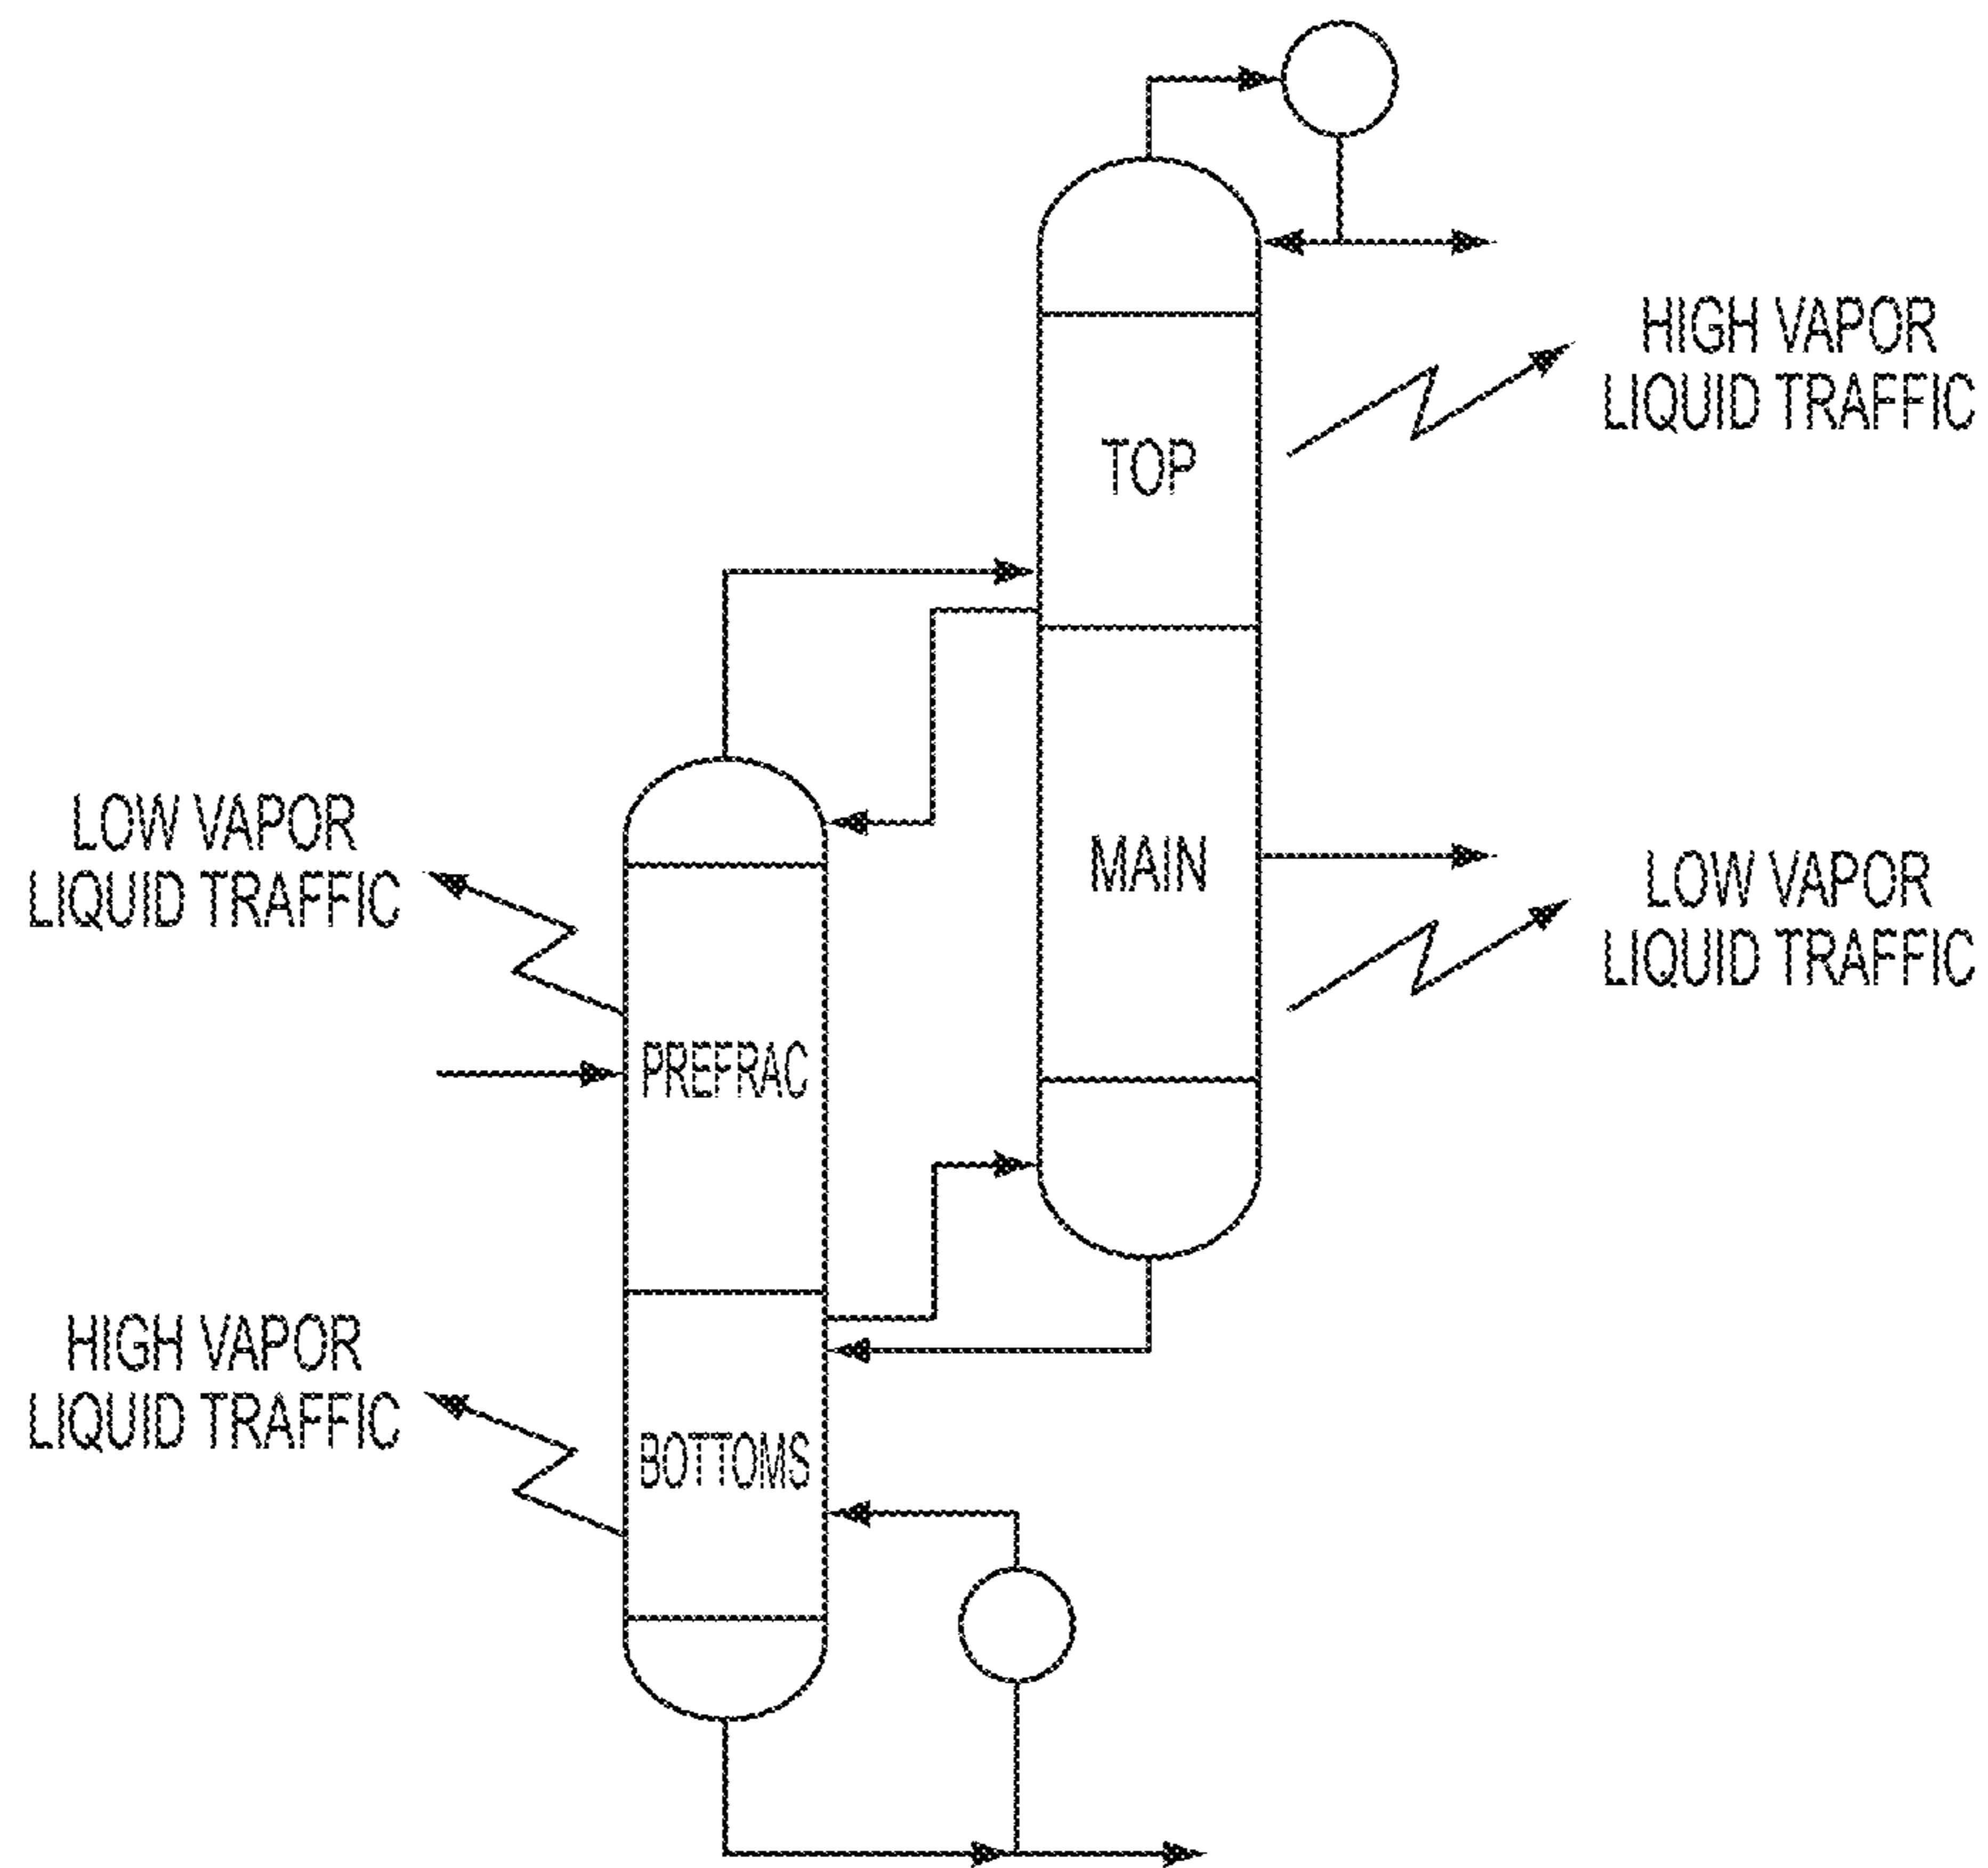 HIGH VAPOR
LIQUID TRAFFIC
TOP
LOW VAPOR
LIQUID TRAFFIC
MAIN
LOW VAPOR
LIQUID TRAFFIC
PREFRAC
HIGH VAPOR
LIQUID TRAFFIC
BOTTOMS